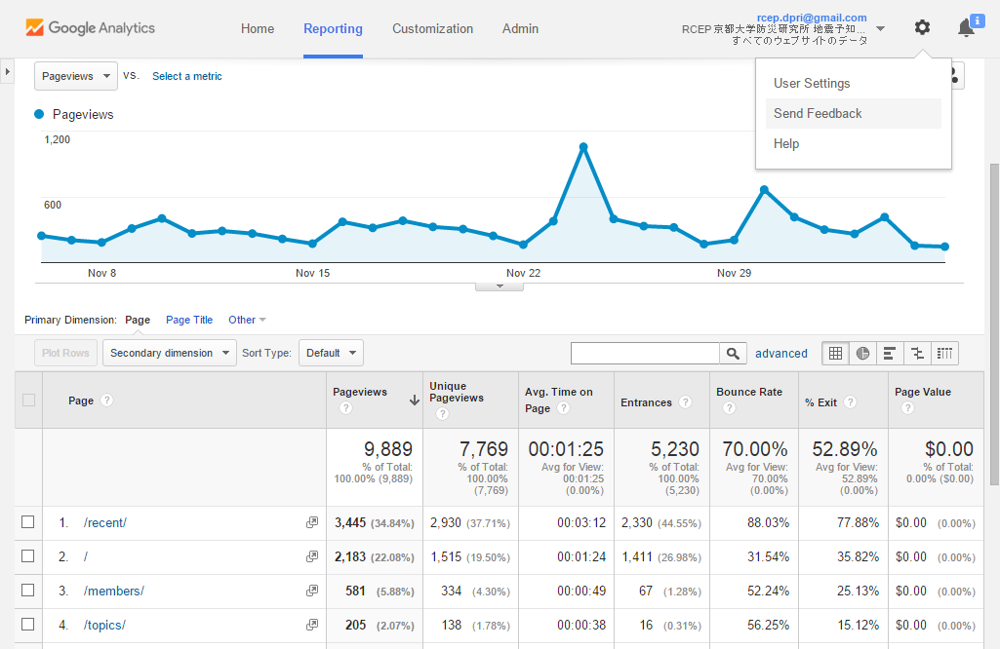 Google Analytics
Home Reporting Customization Admin
rcep.dpri@gmail.com
RCEP 京都大学防災研究所 地震予知...
すべてのウェブサイトのデータ
i
User Settings
Send Feedback
Help
Pageviews VS. Select a metric
Pageviews
1,200
600
Nov 8 Nov 15 Nov 22 Nov 29
Primary Dimension: Page Page Title Other
Plot Rows Secondary dimension Sort Type: Default advanced
Page ? Pageviews ? Unique Pageviews ? Avg. Time on Page ? Entrances ? Bounce Rate ? % Exit ? Page Value ?
9,889 7,769 00:01:25 5,230 70.00% 52.89% $0.00
% of Total: % of Total: Avg for View: % of Total: Avg for View: Avg for View: % of Total:
100.00% (9,889) 100.00% 00:01:25 100.00% 70.00% 52.89% 0.00% ($0.00)
(7,769) (0.00%) (5,230) (0.00%) (0.00%)
1. /recent/ 3,445 (34.84%) 2,930 (37.71%) 00:03:12 2,330 (44.55%) 88.03% 77.88% $0.00 (0.00%)
2. / 2,183 (22.08%) 1,515 (19.50%) 00:01:24 1,411 (26.98%) 31.54% 35.82% $0.00 (0.00%)
3. /members/ 581 (5.88%) 334 (4.30%) 00:00:49 67 (1.28%) 52.24% 25.13% $0.00 (0.00%)
4. /topics/ 205 (2.07%) 138 (1.78%) 00:00:38 16 (0.31%) 56.25% 15.12% $0.00 (0.00%)